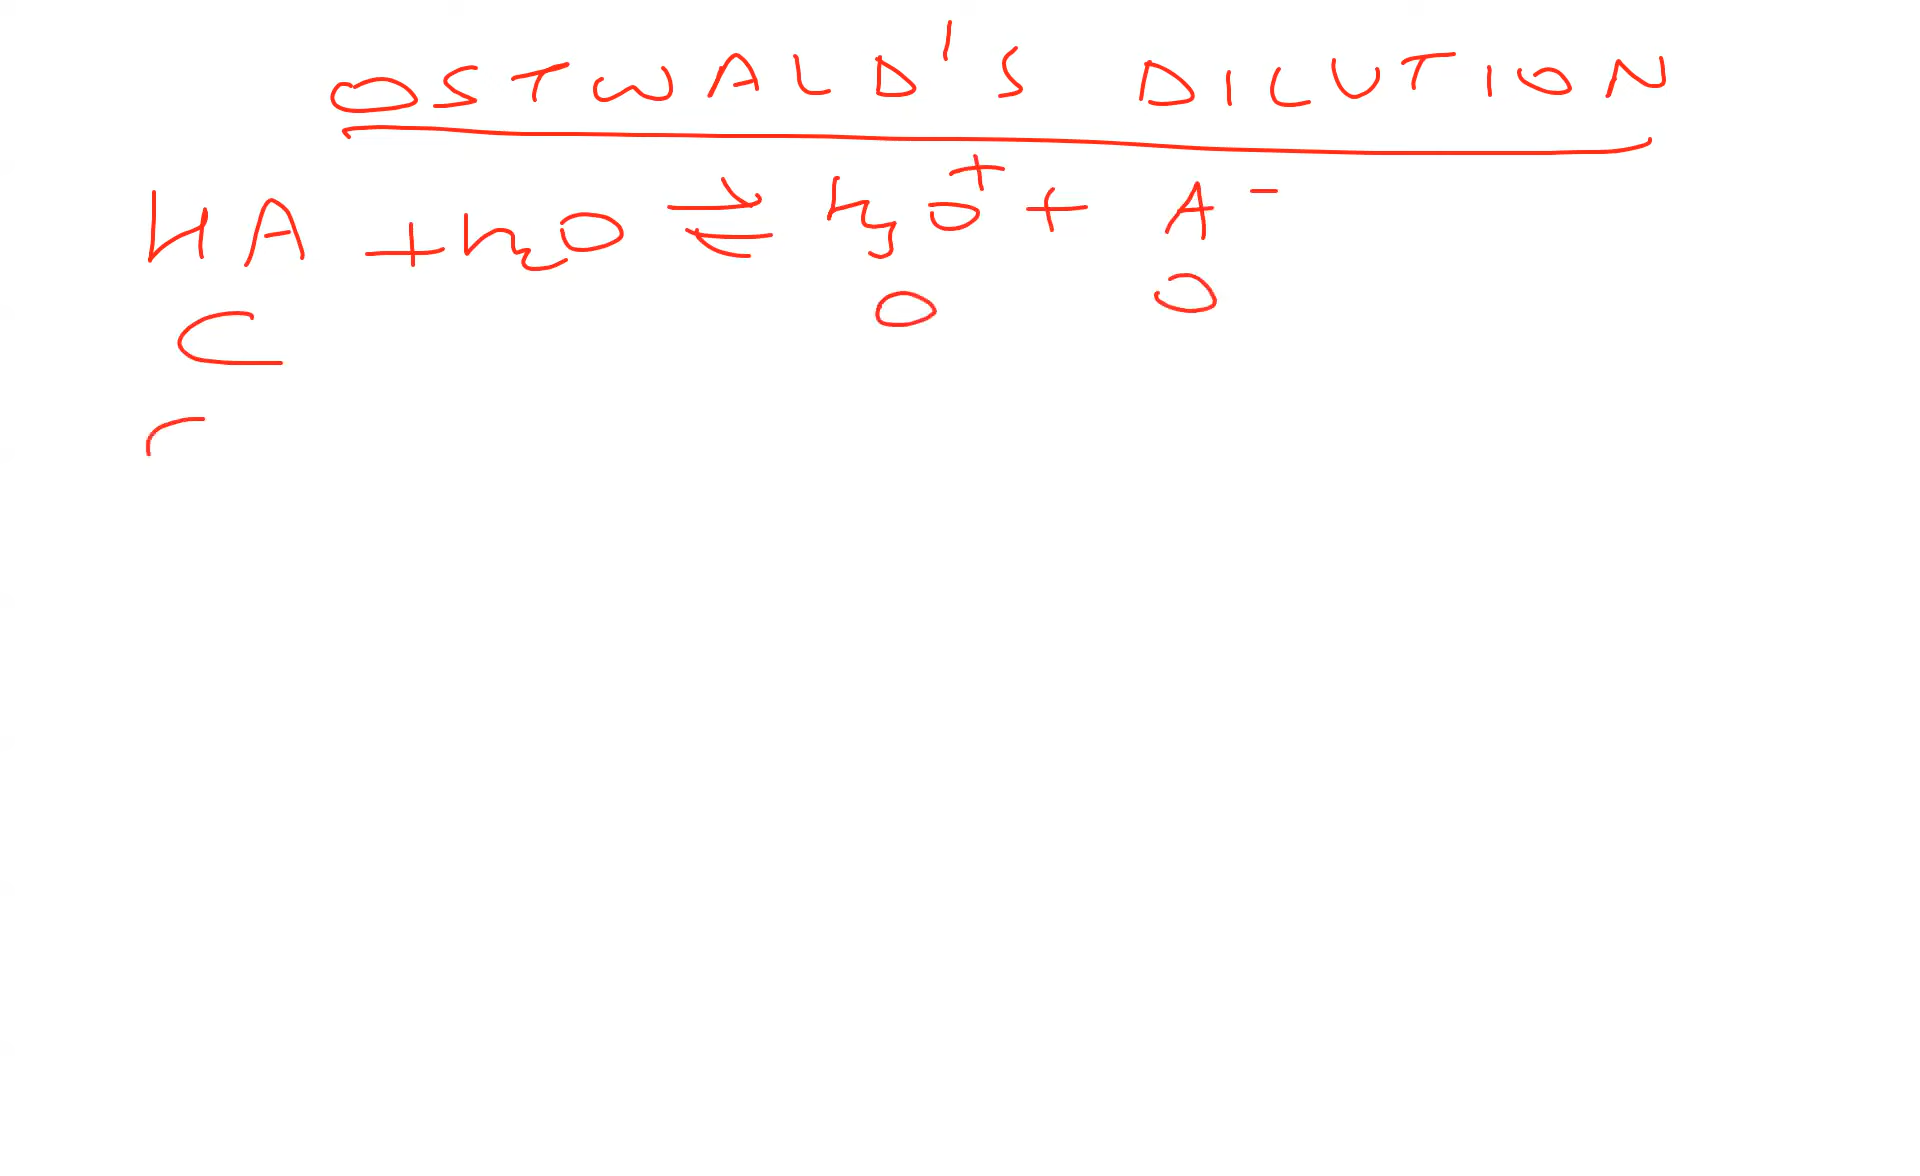 OSTWALD'S DILUTION
HA + H2O ⇌ H3O+ + A-
C 0 0